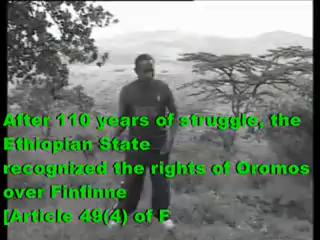 After 110 years of struggle, the
Ethiopian State
recognized the rights of Oromos
over Finfinne
[Article 49(4) of F